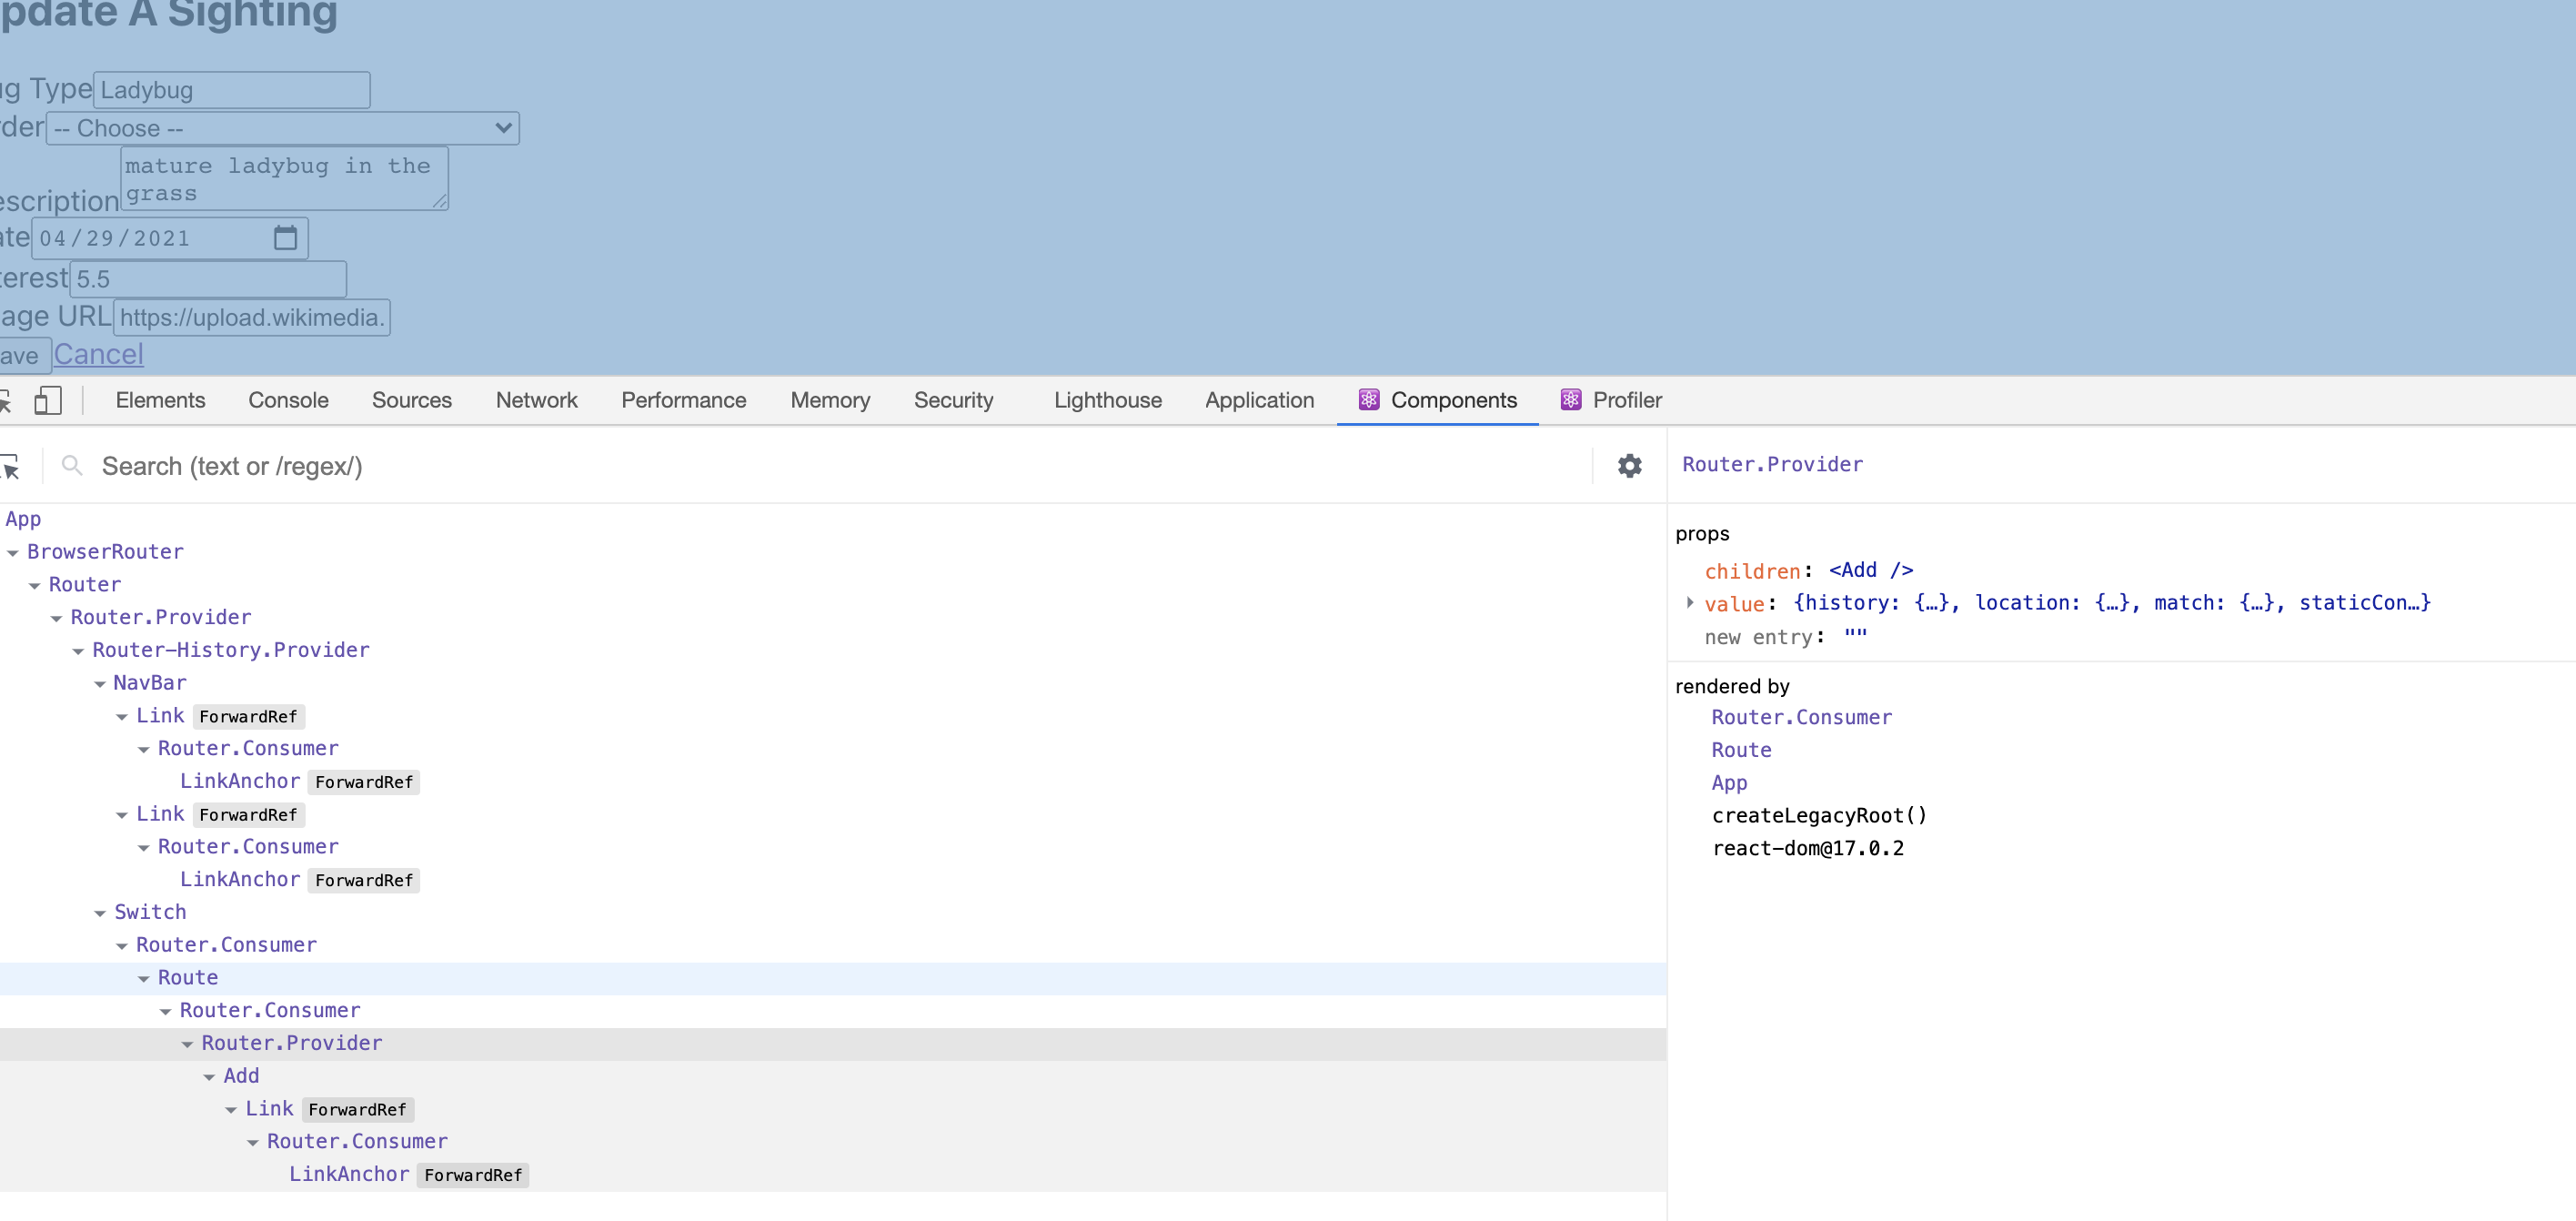 pdate A Sighting
ug Type Ladybug
der -- Choose --
mature ladybug in the
grass
escription
ate 04/29/2021
terest 5.5
age URL https://upload.wikimedia.
ave Cancel
Elements Console Sources Network Performance Memory Security Lighthouse Application Components Profiler
Search (text or /regex/)
Router.Provider
App
BrowserRouter
Router
Router.Provider
Router-History.Provider
NavBar
Link ForwardRef
Router.Consumer
LinkAnchor ForwardRef
Link ForwardRef
Router.Consumer
LinkAnchor ForwardRef
Switch
Router.Consumer
Route
Router.Consumer
Router.Provider
Add
Link ForwardRef
Router.Consumer
LinkAnchor ForwardRef
props
children: <Add />
value: {history: {…}, location: {…}, match: {…}, staticCon…}
new entry: ""
rendered by
Router.Consumer
Route
App
createLegacyRoot()
react-dom@17.0.2